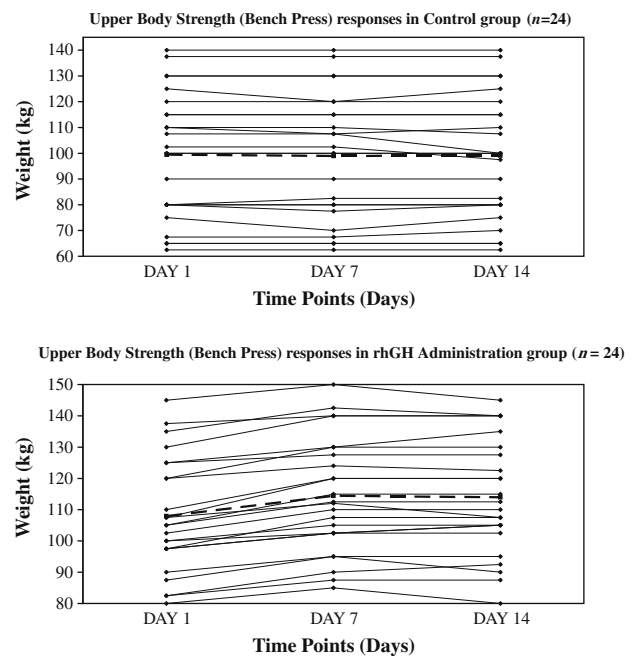 Upper Body Strength (Bench Press) responses in Control group (n=24)
Weight (kg)
140
130
120
110
100
90
80
70
60
DAY 1 DAY 7 DAY 14
Time Points (Days)
Upper Body Strength (Bench Press) responses in rhGH Administration group (n = 24)
Weight (kg)
150
140
130
120
110
100
90
80
DAY 1 DAY 7 DAY 14
Time Points (Days)